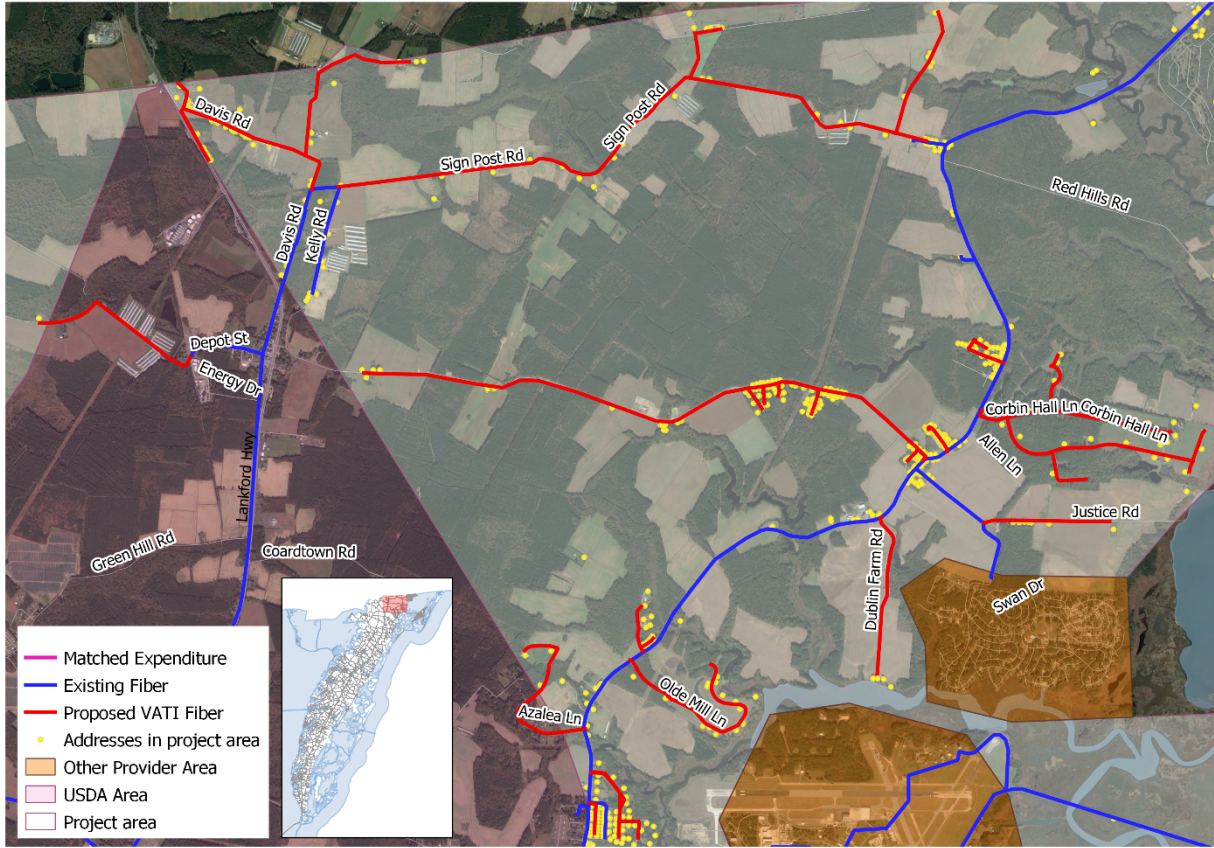 Davis Rd
Sign Post Rd
Sign Post Rd
Red Hills Rd
Davis Rd
Kelly Rd
Depot St
Energy Dr
Corbin Hall Ln
Corbin Hall Ln
Allen Ln
Lankford Hwy
Justice Rd
Green Hill Rd
Coardtown Rd
Dublin Farm Rd
Swan Dr
Olde Mill Ln
Azalea Ln
Matched Expenditure
Existing Fiber
Proposed VATI Fiber
Addresses in project area
Other Provider Area
USDA Area
Project area